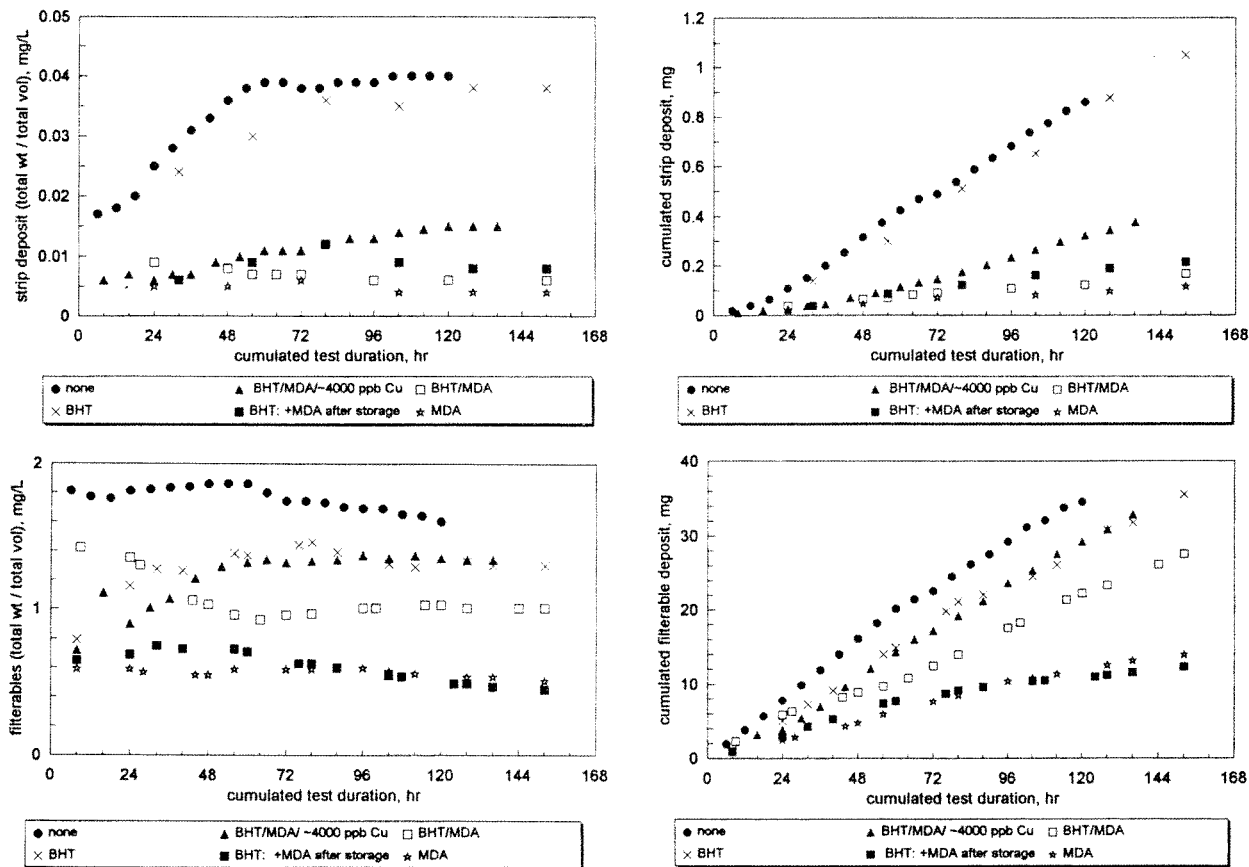 strip deposit (total wt / total vol), mg/L
0.05
0.04
0.03
0.02
0.01
0
0 24 48 72 96 120 144 168
cumulated test duration, hr
none BHT/MDA/~4000 ppb Cu BHT/MDA
BHT BHT: +MDA after storage MDA
cumulated strip deposit, mg
1.2
1
0.8
0.6
0.4
0.2
0
0 24 48 72 96 120 144 168
cumulated test duration, hr
none BHT/MDA/~4000 ppb Cu BHT/MDA
BHT BHT: +MDA after storage MDA
filterables (total wt / total vol), mg/L
2
1
0
0 24 48 72 96 120 144 168
cumulated test duration, hr
none BHT/MDA/ ~4000 ppb Cu BHT/MDA
BHT BHT: +MDA after storage MDA
cumulated filterable deposit, mg
40
30
20
10
0
0 24 48 72 96 120 144 168
cumulated test duration, hr
none BHT/MDA/ ~4000 ppb Cu BHT/MDA
BHT BHT: +MDA after storage MDA